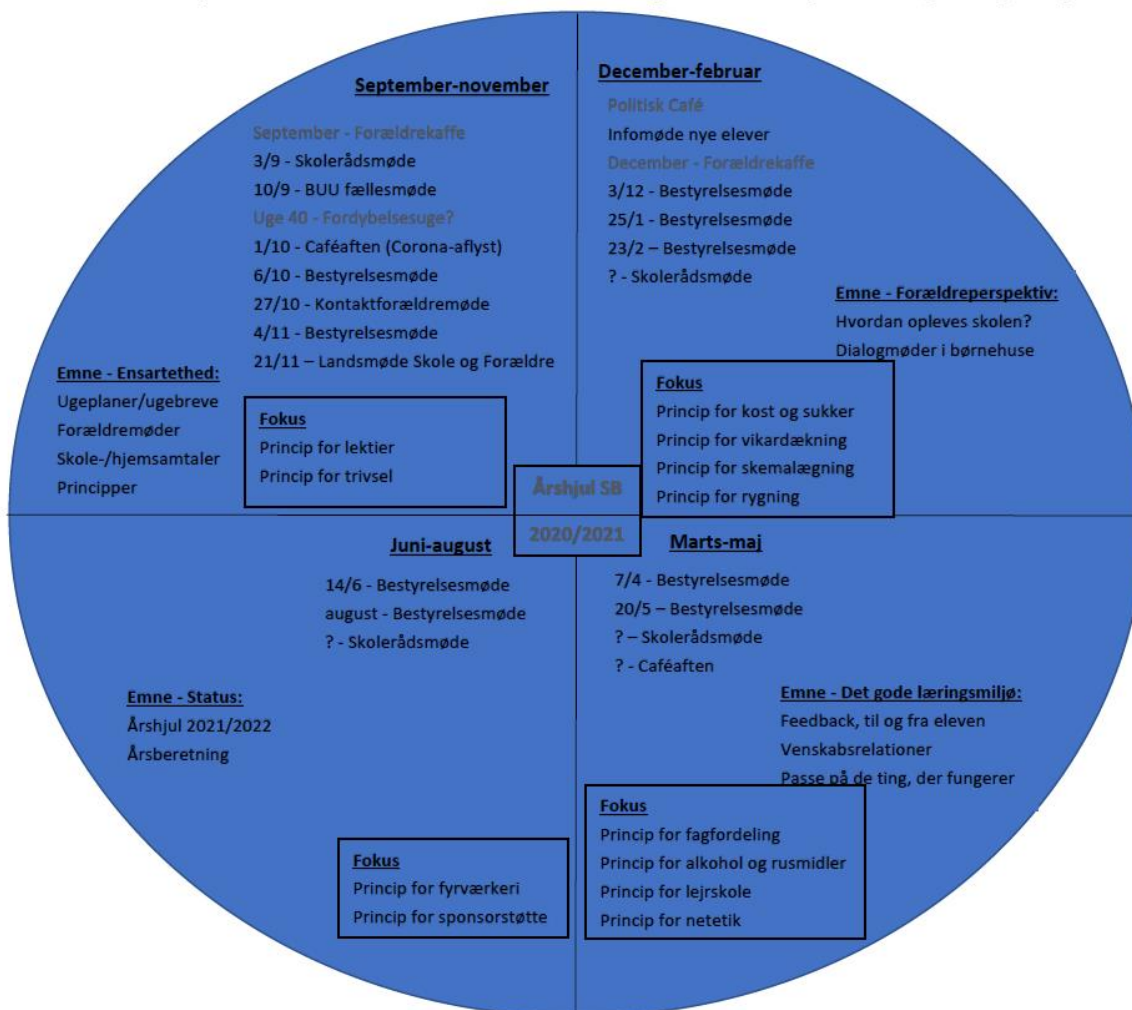 September-november
September - Forældrekaffe
3/9 - Skolerådsmøde
10/9 - BUU fællesmøde
Uge 40 - Fordybelsesuge?
1/10 - Caféaften (Corona-aflyst)
6/10 - Bestyrelsesmøde
27/10 - Kontaktforældremøde
4/11 - Bestyrelsesmøde
21/11 – Landsmøde Skole og Forældre
Emne - Ensartethed:
Ugeplaner/ugebreve
Forældremøder
Skole-/hjemsamtaler
Principper
Fokus
Princip for lektier
Princip for trivsel
December-februar
Politisk Café
Infomøde nye elever
December - Forældrekaffe
3/12 - Bestyrelsesmøde
25/1 - Bestyrelsesmøde
23/2 – Bestyrelsesmøde
? - Skolerådsmøde
Emne - Forældreperspektiv:
Hvordan opleves skolen?
Dialogmøder i børnehuse
Fokus
Princip for kost og sukker
Princip for vikardækning
Princip for skemalægning
Princip for rygning
Årshjul SB
2020/2021
Juni-august
14/6 - Bestyrelsesmøde
august - Bestyrelsesmøde
? - Skolerådsmøde
Emne - Status:
Årshjul 2021/2022
Årsberetning
Fokus
Princip for fyrværkeri
Princip for sponsorstøtte
Marts-maj
7/4 - Bestyrelsesmøde
20/5 – Bestyrelsesmøde
? – Skolerådsmøde
? - Caféaften
Emne - Det gode læringsmiljø:
Feedback, til og fra eleven
Venskabsrelationer
Passe på de ting, der fungerer
Fokus
Princip for fagfordeling
Princip for alkohol og rusmidler
Princip for lejrskole
Princip for netetik